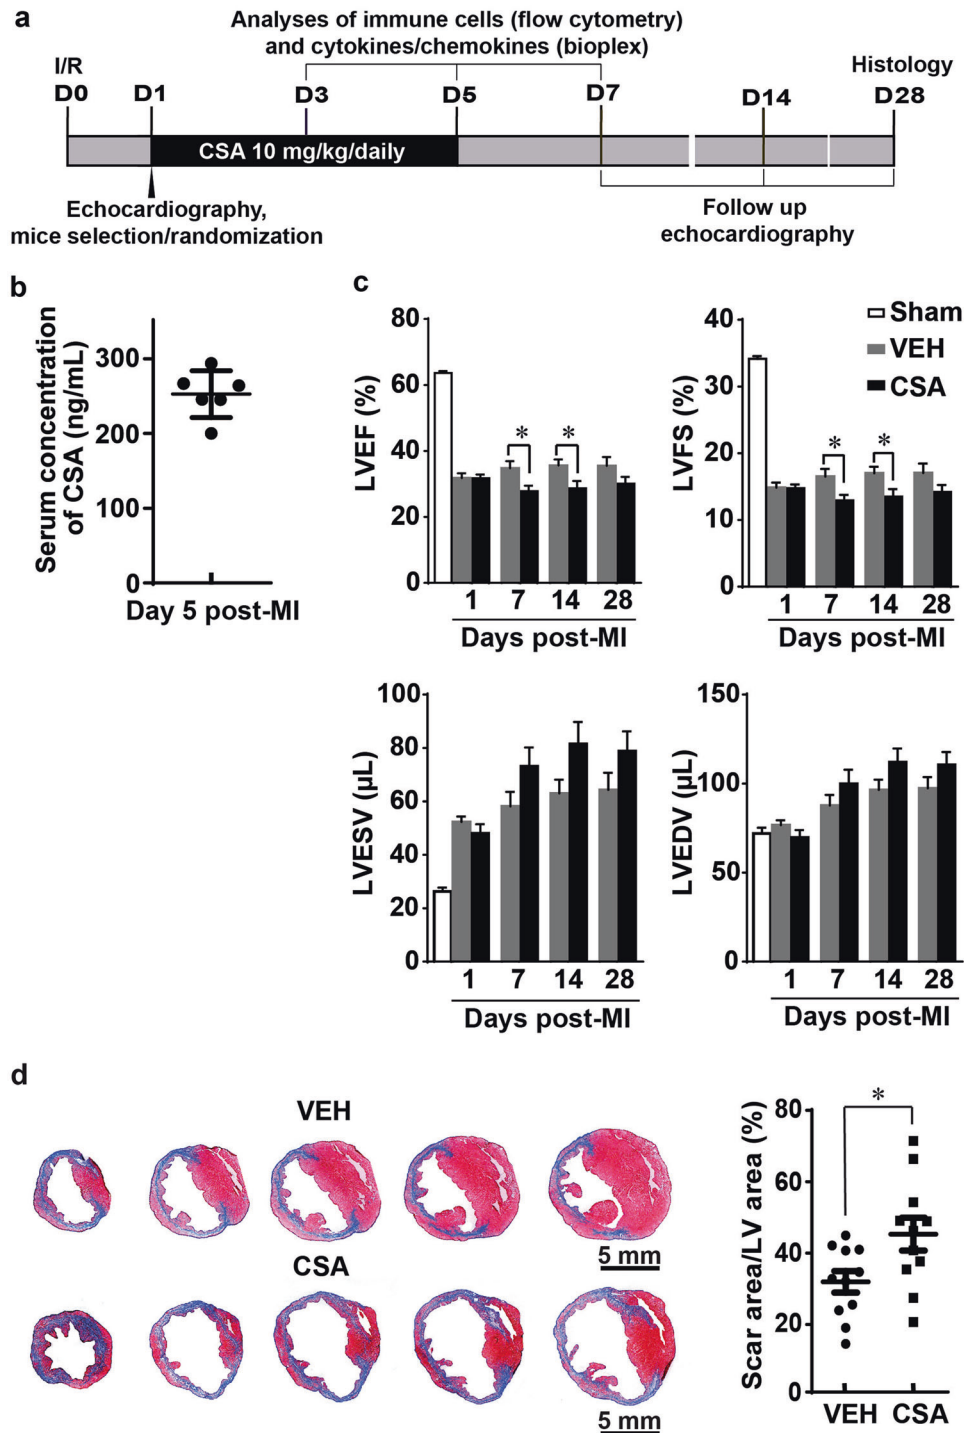 a
Analyses of immune cells (flow cytometry)
and cytokines/chemokines (bioplex)
I/R
Histology
D0 D1 D3 D5 D7 D14 D28
CSA 10 mg/kg/daily
Echocardiography,
mice selection/randomization
Follow up
echocardiography
b
Serum concentration
of CSA (ng/mL)
300
200
100
0
Day 5 post-MI
c
LVEF (%)
80
60
40
20
0
1 7 14 28
Days post-MI
LVFS (%)
40
30
20
10
0
1 7 14 28
Days post-MI
Sham
VEH
CSA
* *
* *
LVESV (µL)
100
80
60
40
20
0
1 7 14 28
Days post-MI
LVEDV (µL)
150
100
50
0
1 7 14 28
Days post-MI
d
VEH
5 mm
CSA
5 mm
Scar area/LV area (%)
80
60
40
20
0
*
VEH CSA